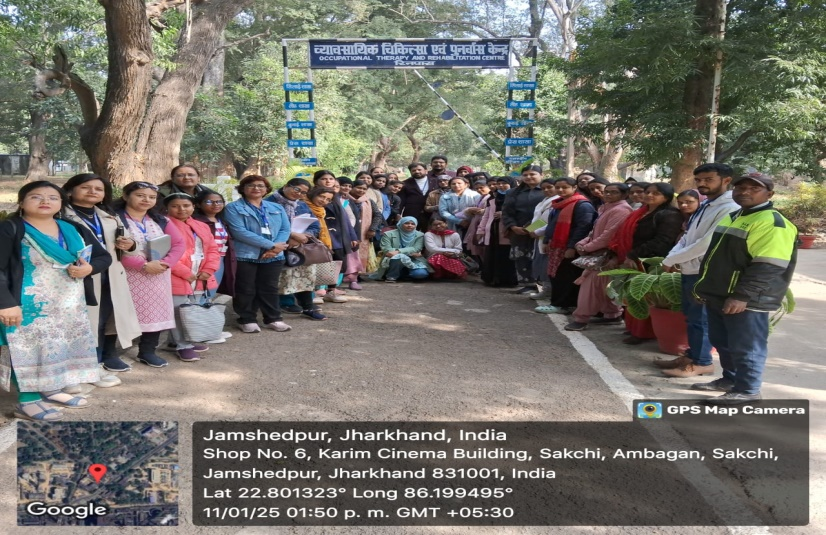 व्यावसायिक चिकित्सा एवं पुनर्वास केन्द्र
OCCUPATIONAL THERAPY AND REHABILITATION CENTRE
GPS Map Camera
Jamshedpur, Jharkhand, India
Shop No. 6, Karim Cinema Building, Sakchi, Ambagan, Sakchi,
Jamshedpur, Jharkhand 831001, India
Lat 22.801323° Long 86.199495°
11/01/25 01:50 p. m. GMT +05:30
Google